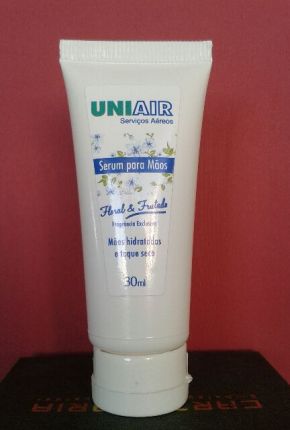 UNIAIR
Serviços Aéreos
Serum para Mãos
Floral & Frutado
Fragrância Exclusiva
Mãos hidratadas
e toque seco
30ml